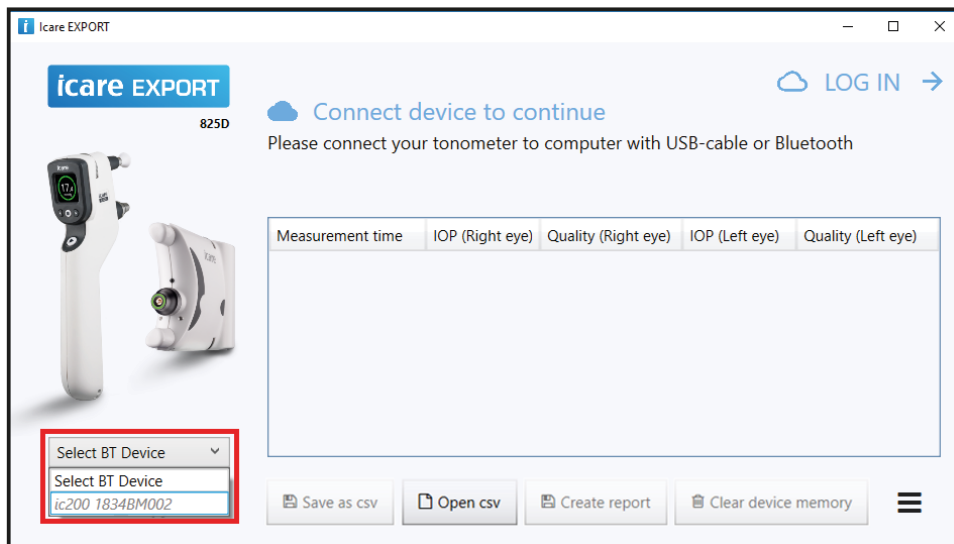 Icare EXPORT
icare EXPORT
825D
LOG IN
Connect device to continue
Please connect your tonometer to computer with USB-cable or Bluetooth
Measurement time IOP (Right eye) Quality (Right eye) IOP (Left eye) Quality (Left eye)
Select BT Device
Select BT Device
ic200 1834BM002
Save as csv Open csv Create report Clear device memory
icare
icare